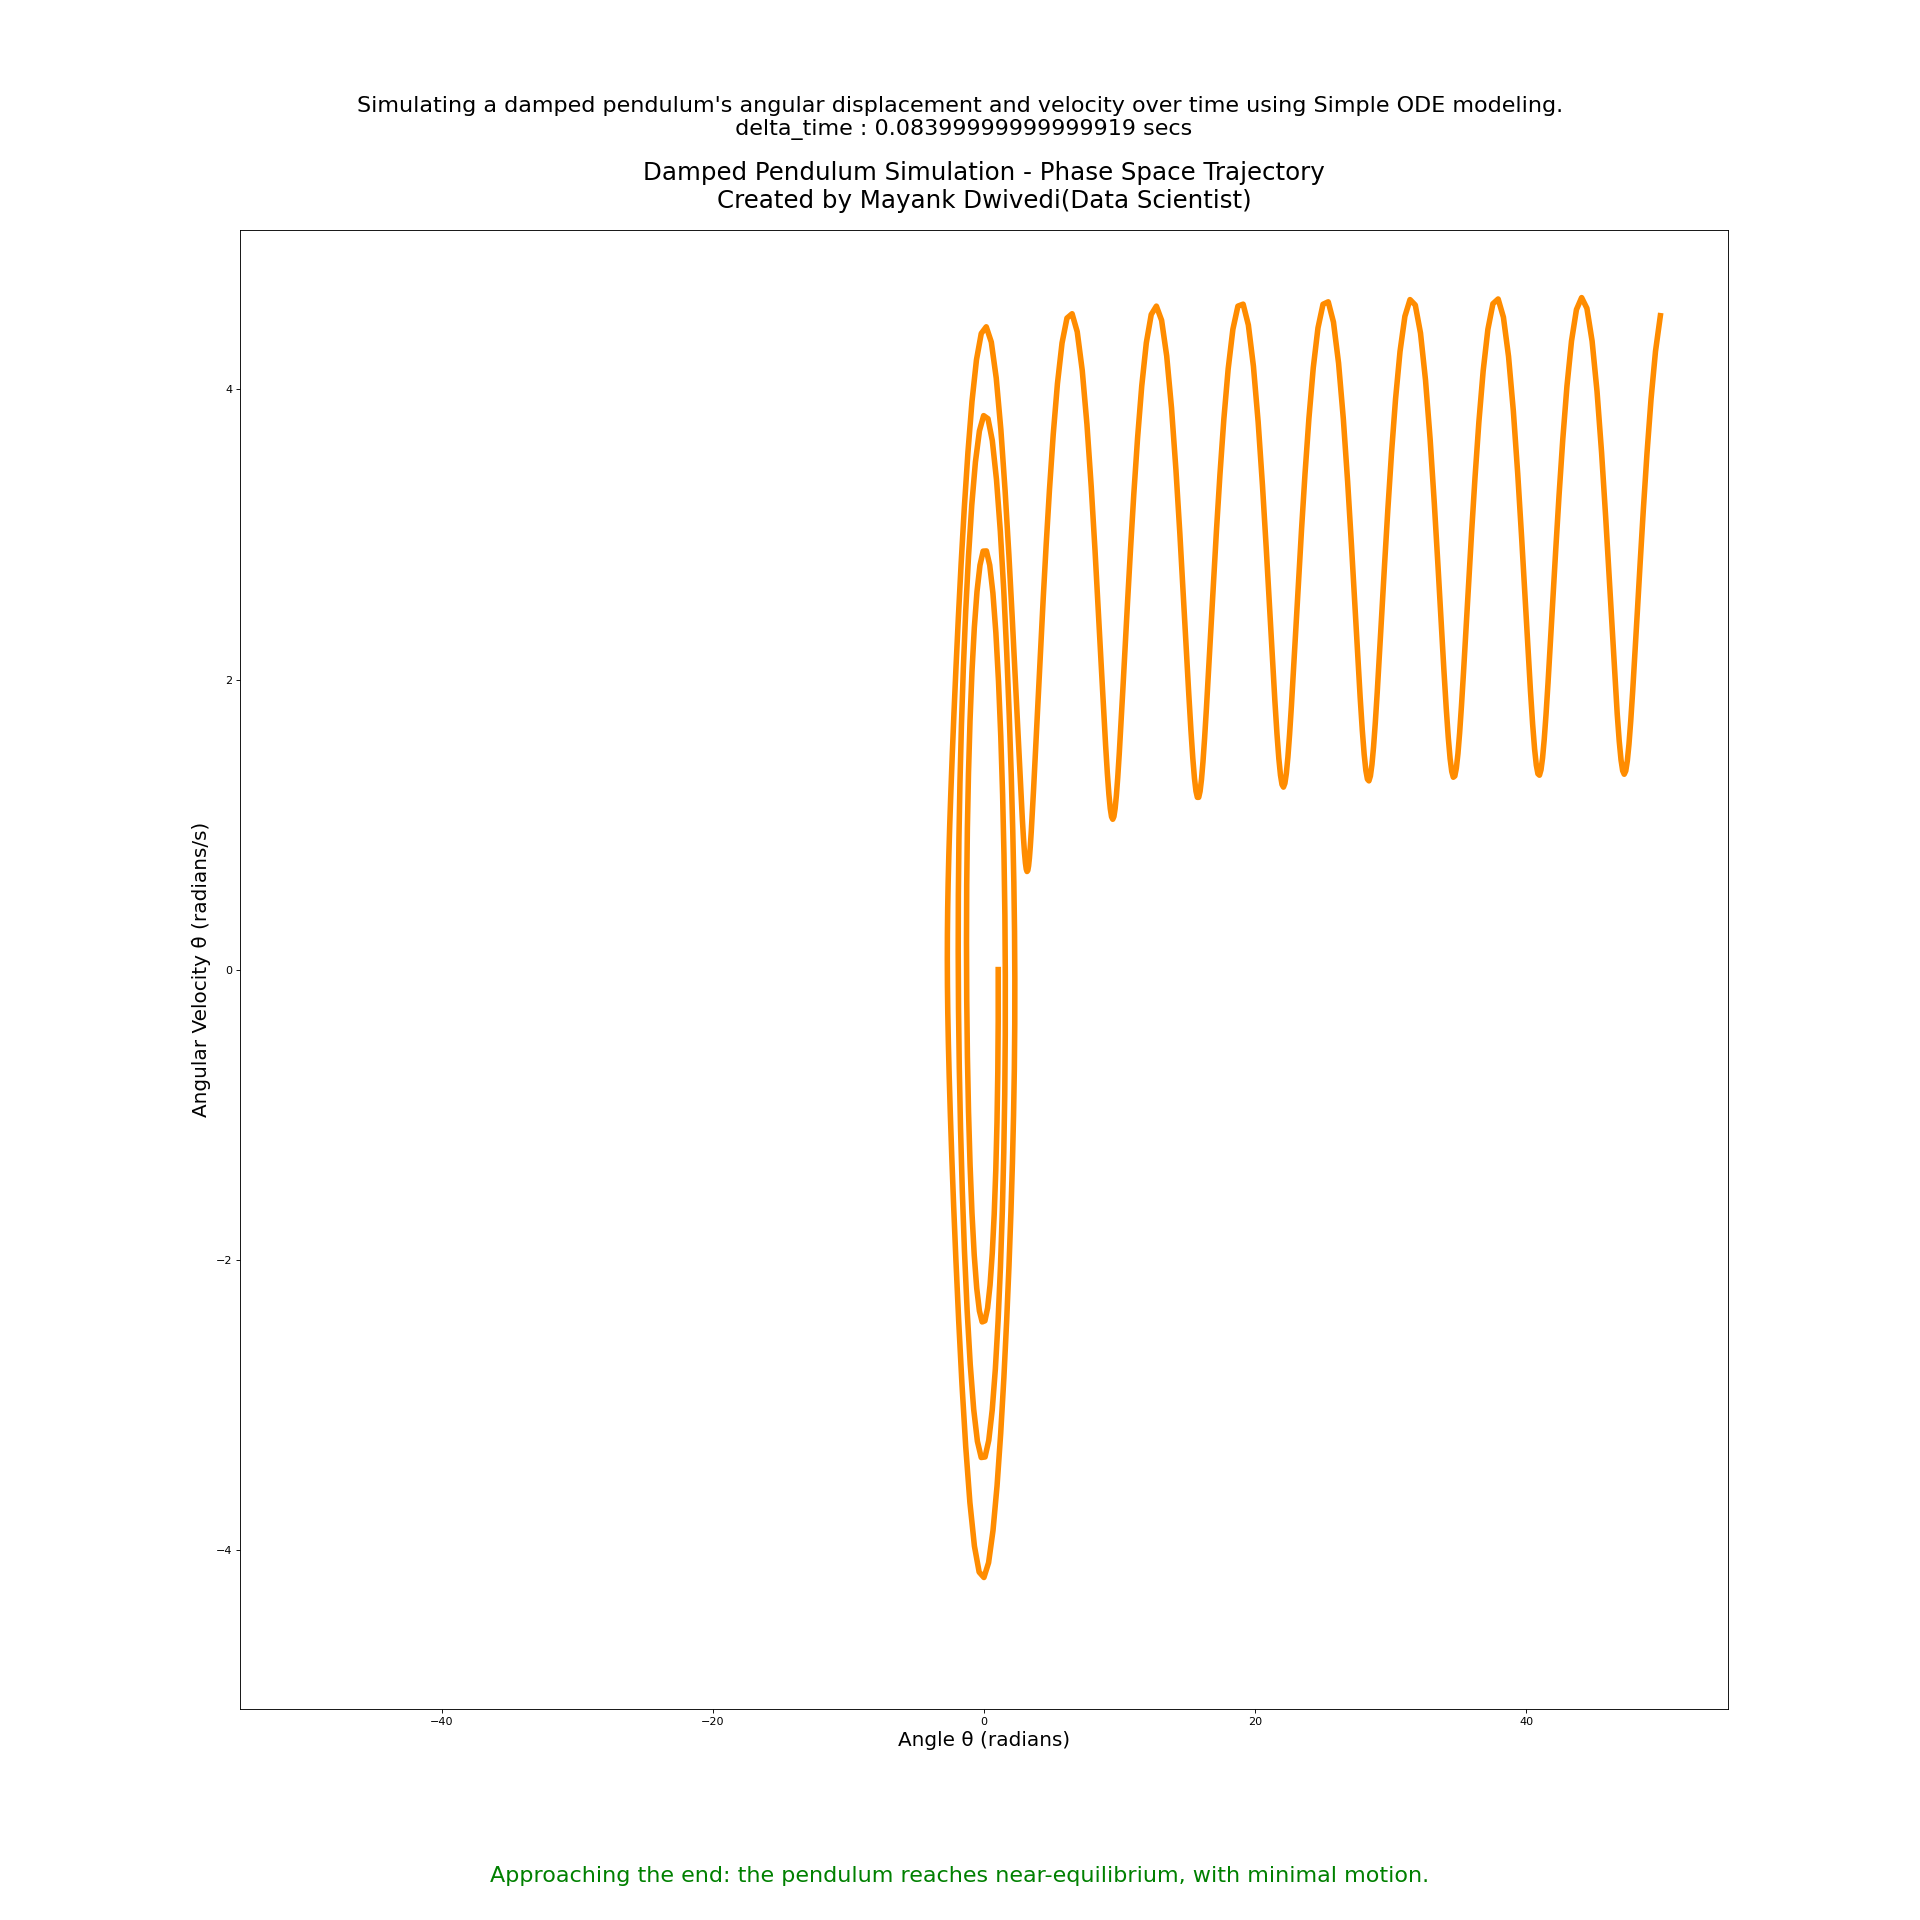 Simulating a damped pendulum's angular displacement and velocity over time using Simple ODE modeling.
delta_time : 0.08399999999999919 secs
Damped Pendulum Simulation - Phase Space Trajectory
Created by Mayank Dwivedi(Data Scientist)
Angular Velocity θ (radians/s)
4
2
0
−2
−4
−40
−20
0
20
40
Angle θ (radians)
Approaching the end: the pendulum reaches near-equilibrium, with minimal motion.